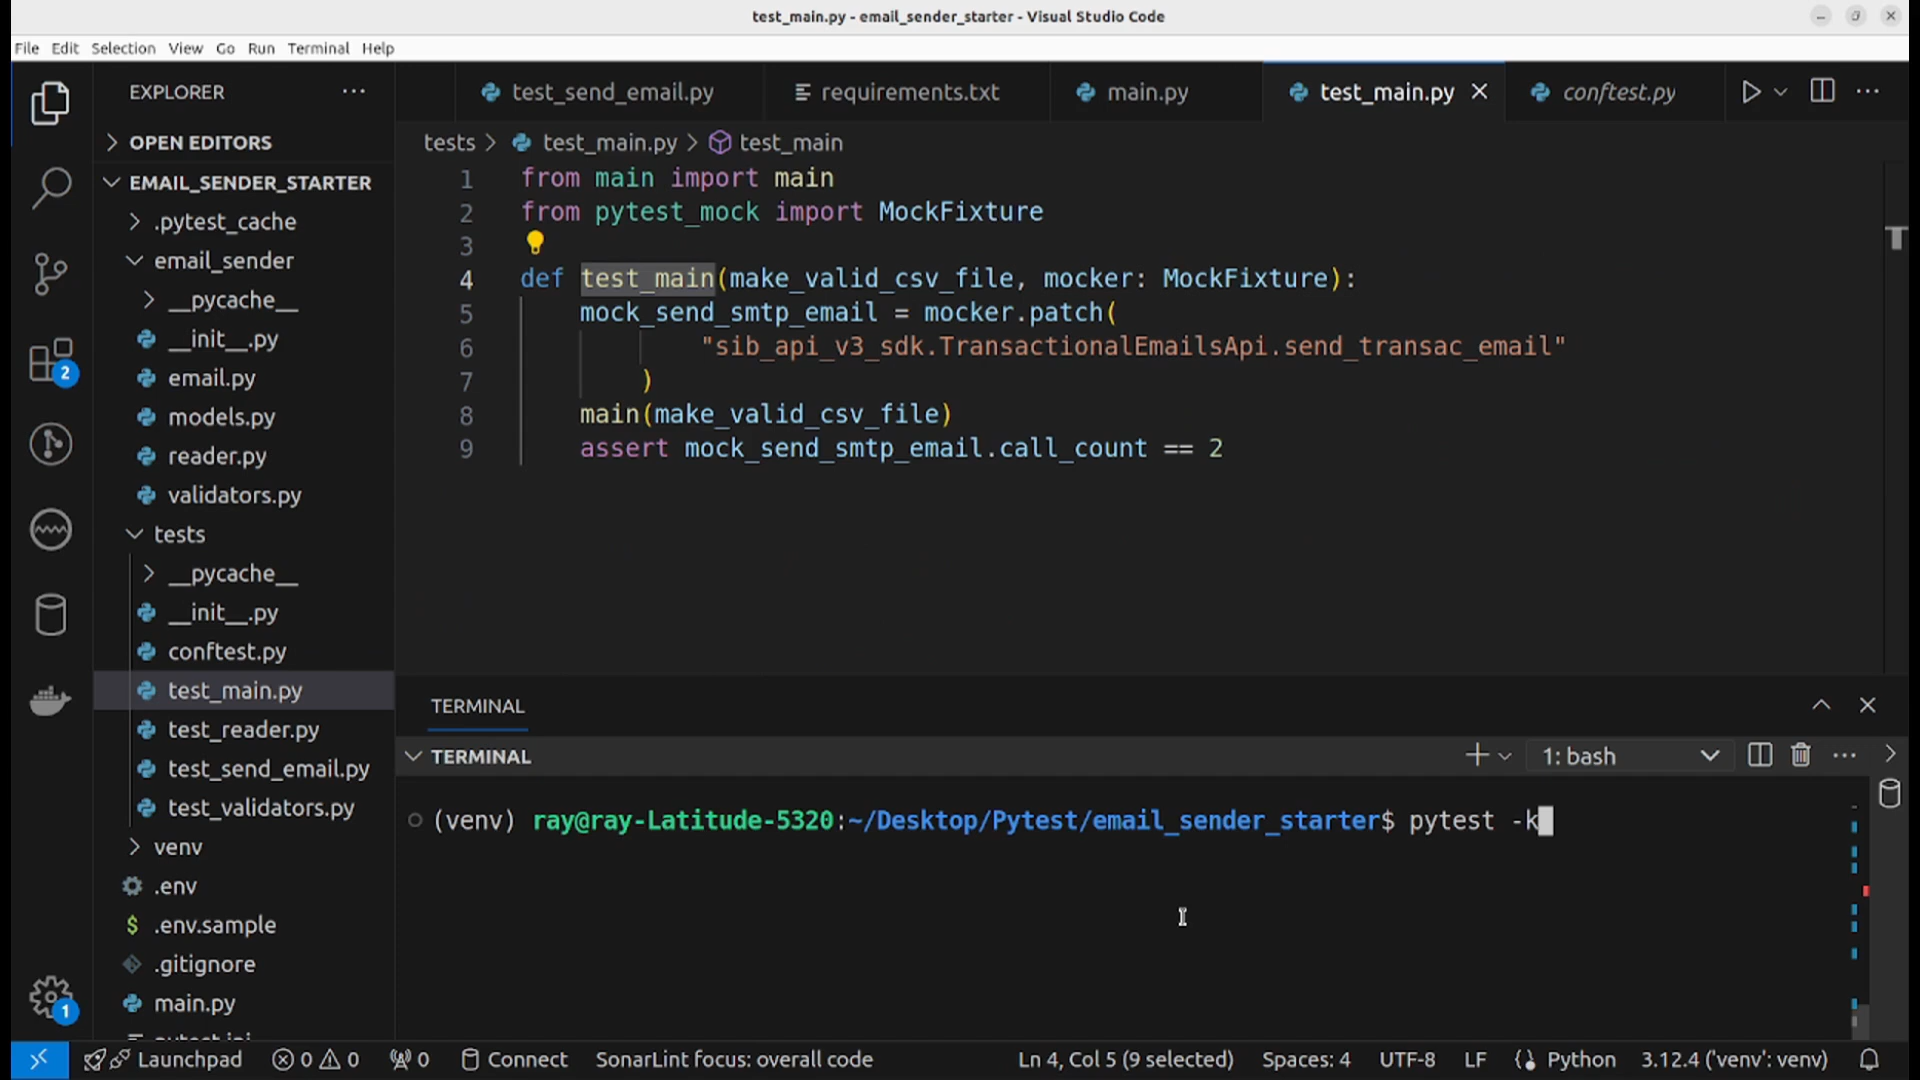 test_main.py - email_sender_starter - Visual Studio Code
File Edit Selection View Go Run Terminal Help
EXPLORER
OPEN EDITORS
EMAIL_SENDER_STARTER
.pytest_cache
email_sender
__pycache__
__init__.py
email.py
models.py
reader.py
validators.py
tests
__pycache__
__init__.py
conftest.py
test_main.py
test_reader.py
test_send_email.py
test_validators.py
venv
.env
$ .env.sample
.gitignore
main.py
pytest.ini
2
1
test_send_email.py requirements.txt main.py test_main.py conftest.py
tests > test_main.py > test_main
1 from main import main
2 from pytest_mock import MockFixture
3
4 def test_main(make_valid_csv_file, mocker: MockFixture):
5 mock_send_smtp_email = mocker.patch(
6 "sib_api_v3_sdk.TransactionalEmailsApi.send_transac_email"
7 )
8 main(make_valid_csv_file)
9 assert mock_send_smtp_email.call_count == 2
TERMINAL
TERMINAL
1: bash
(venv) ray@ray-Latitude-5320:~/Desktop/Pytest/email_sender_starter$ pytest -k
Launchpad 0 0 0 Connect SonarLint focus: overall code Ln 4, Col 5 (9 selected) Spaces: 4 UTF-8 LF Python 3.12.4 ('venv': venv)